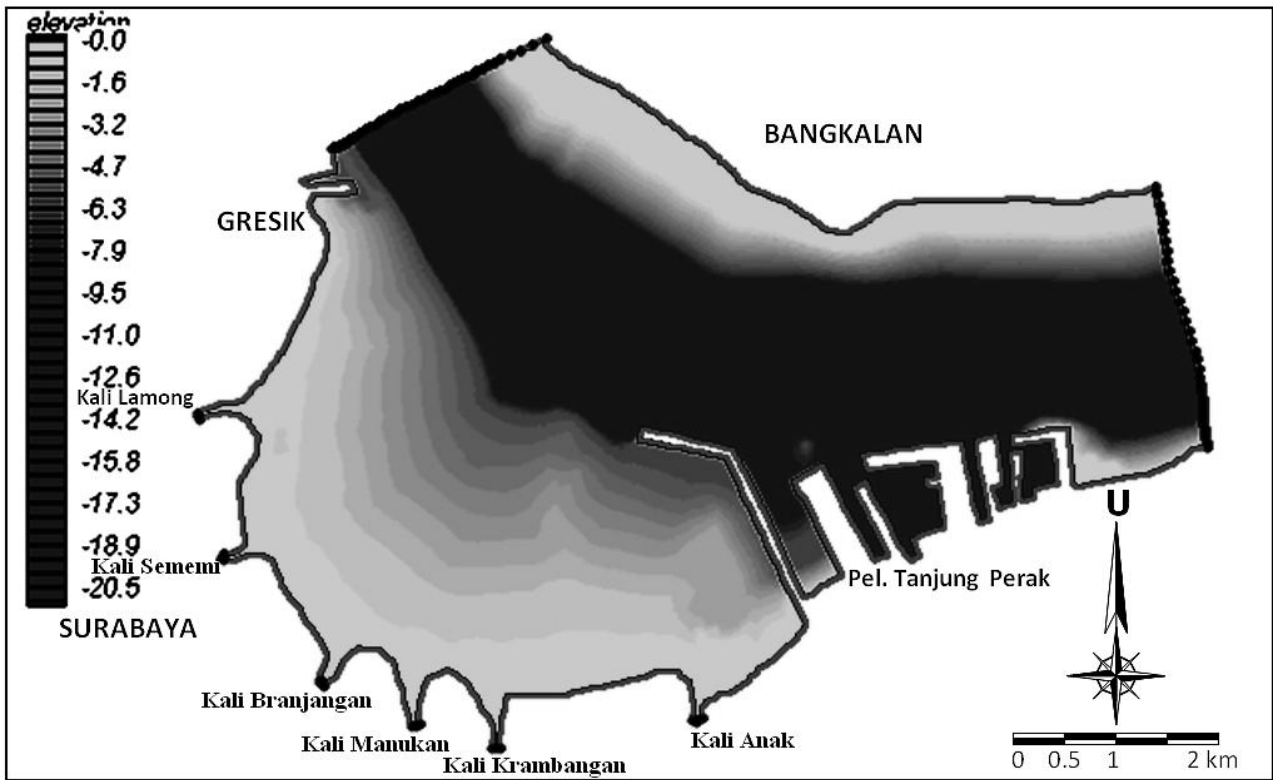 elevation
-0.0
-1.6
-3.2
-4.7
-6.3
-7.9
-9.5
-11.0
-12.6
-14.2
-15.8
-17.3
-18.9
-20.5
BANGKALAN
GRESIK
Kali Lamong
Kali Sememi
SURABAYA
Kali Branjangan
Kali Manukan
Kali Krambangan
Kali Anak
Pel. Tanjung Perak
U
0 0.5 1 2 km